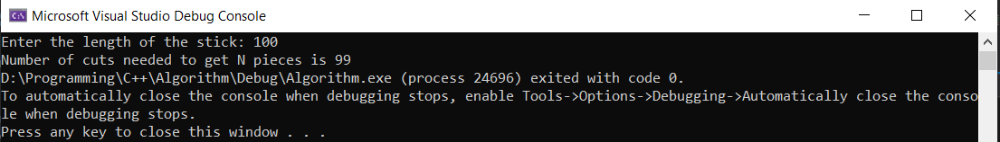 C:\ Microsoft Visual Studio Debug Console
Enter the length of the stick: 100
Number of cuts needed to get N pieces is 99
D:\Programming\C++\Algorithm\Debug\Algorithm.exe (process 24696) exited with code 0.
To automatically close the console when debugging stops, enable Tools->Options->Debugging->Automatically close the conso
le when debugging stops.
Press any key to close this window . . .